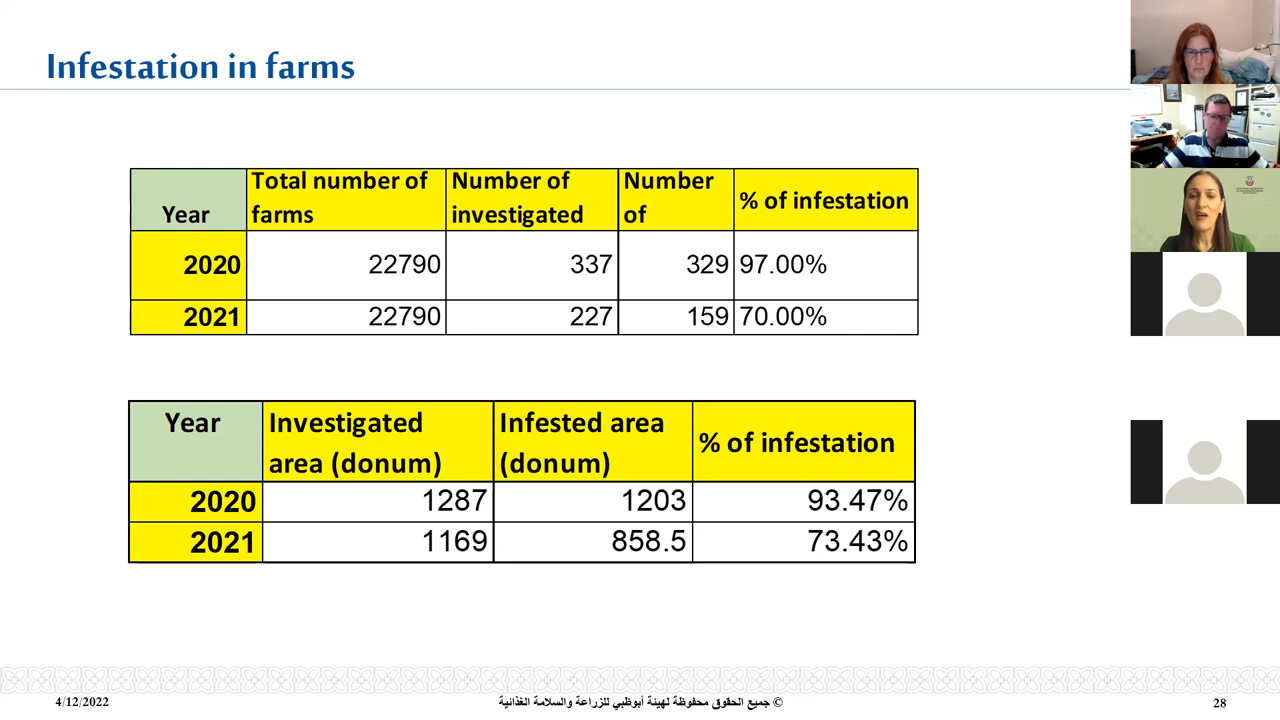 Infestation in farms
Year
Total number of
farms
Number of
investigated
Number
of
% of infestation
2020 22790 337 329 97.00%
2021 22790 227 159 70.00%
Year
Investigated
area (donum)
Infested area
(donum)
% of infestation
2020 1287 1203 93.47%
2021 1169 858.5 73.43%
4/12/2022
© جميع الحقوق محفوظة لهيئة أبوظبي للزراعة والسلامة الغذائية
28